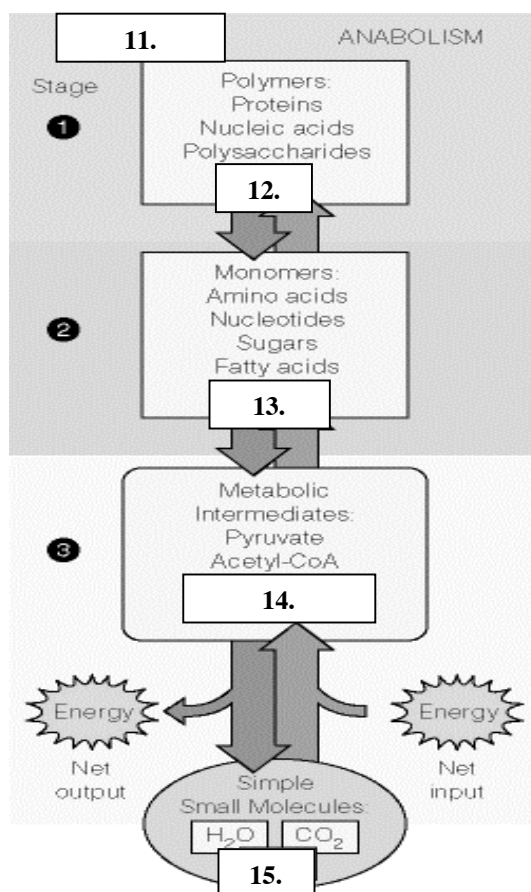 11.
ANABOLISM
Stage
Polymers:
Proteins
Nucleic acids
Polysaccharides
1
12.
Monomers:
Amino acids
Nucleotides
Sugars
Fatty acids
2
13.
Metabolic
Intermediates:
Pyruvate
Acetyl-CoA
3
14.
Energy
Net
output
Energy
Net
input
Simple
Small Molecules:
H₂O CO₂
15.